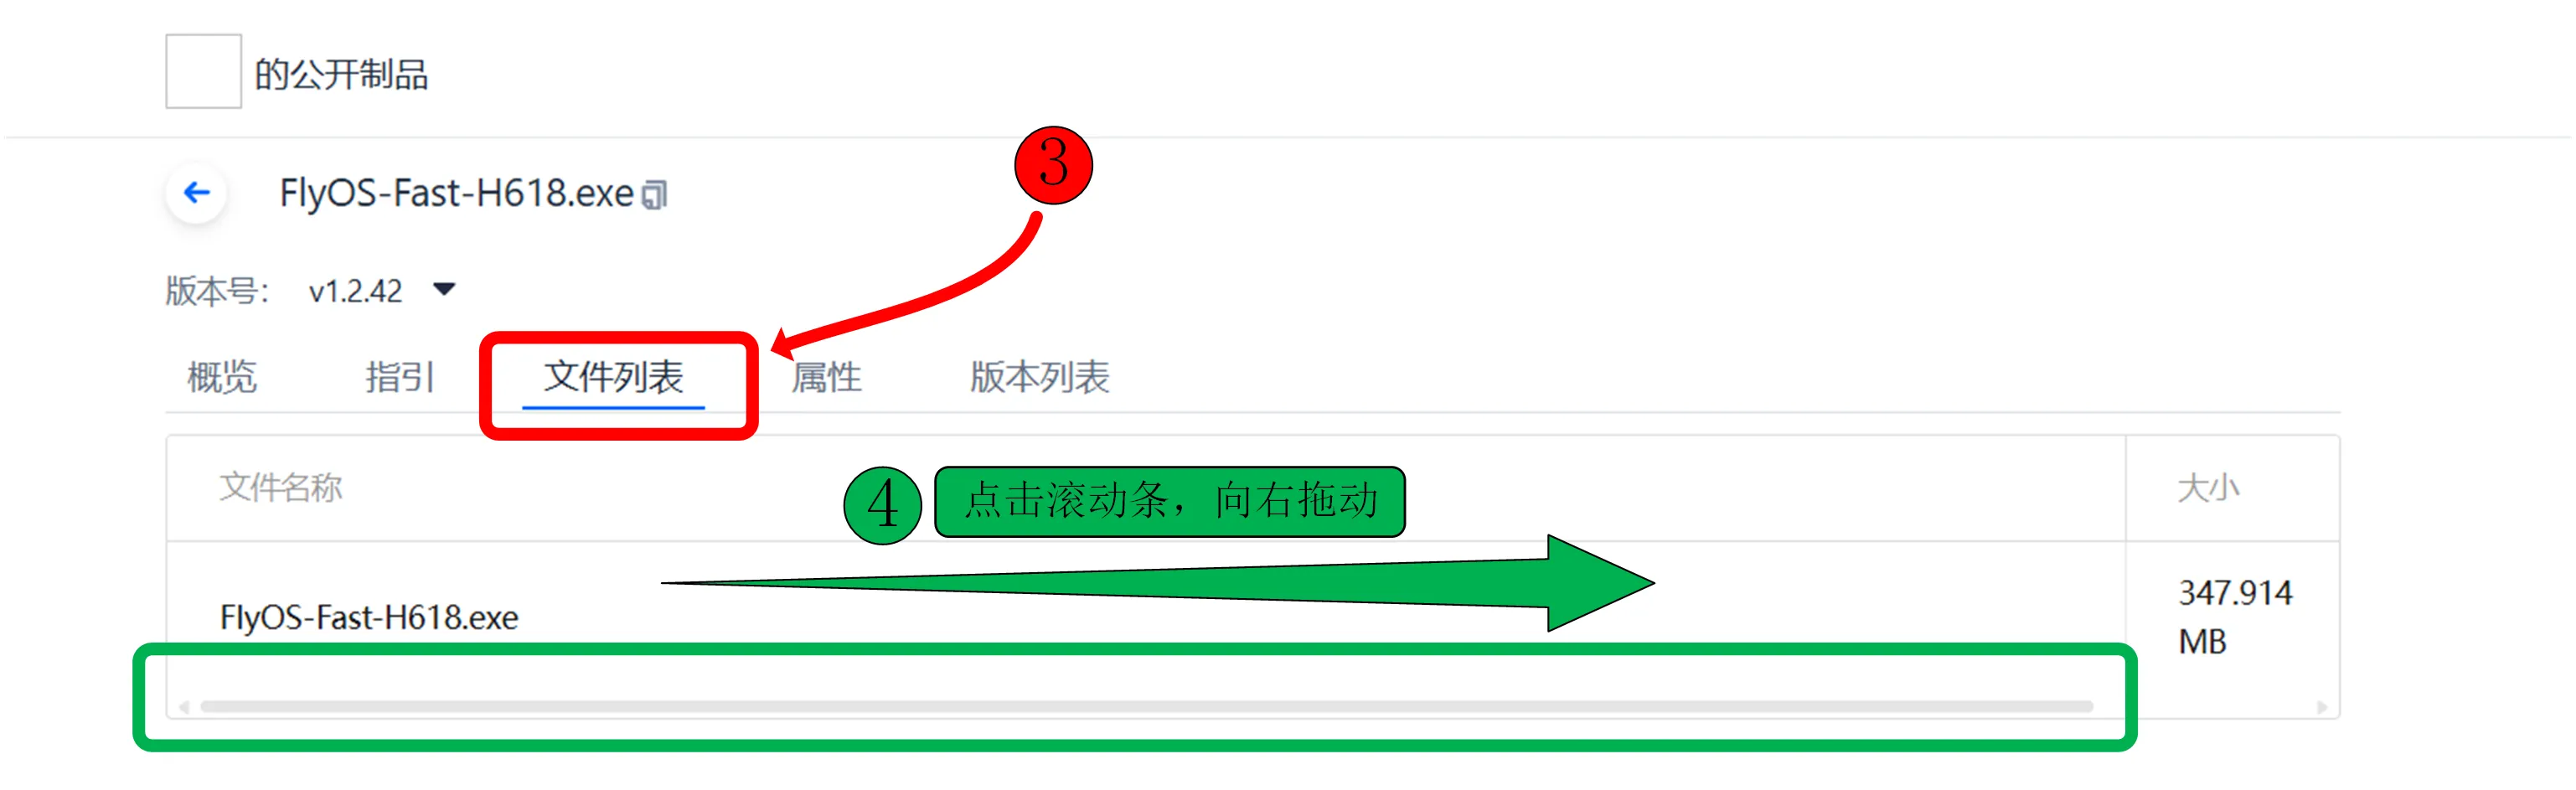 的公开制品
③
FlyOS-Fast-H618.exe
版本号： v1.2.42
概览 指引 文件列表 属性 版本列表
④ 点击滚动条，向右拖动
文件名称 大小
FlyOS-Fast-H618.exe 347.914
MB